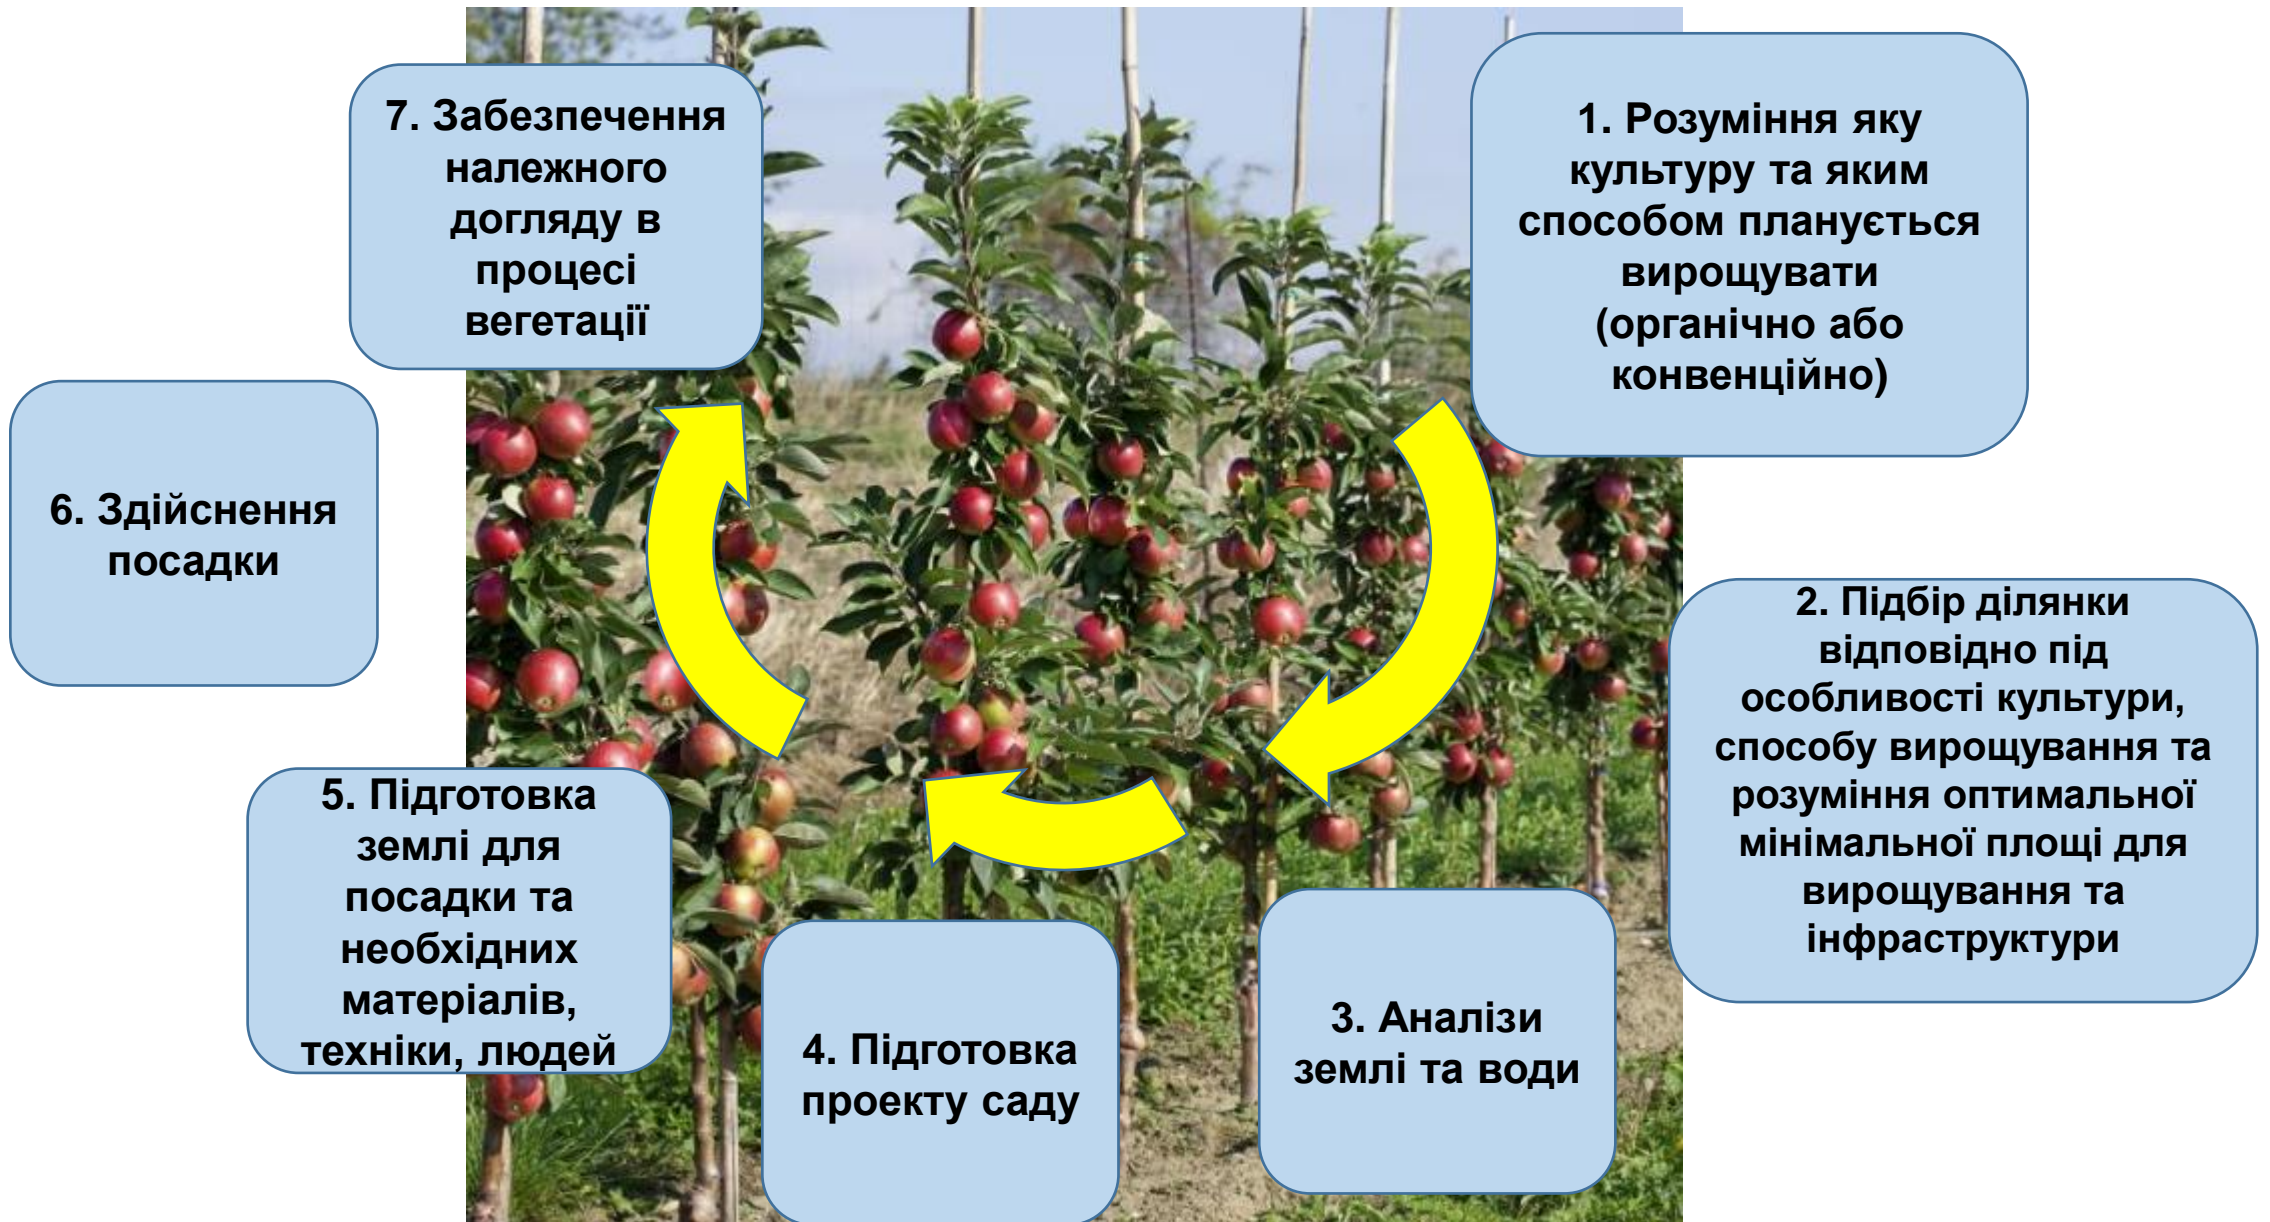 1. Розуміння яку
культуру та яким
способом планується
вирощувати
(органічно або
конвенційно)
2. Підбір ділянки
відповідно під
особливості культури,
способу вирощування та
розуміння оптимальної
мінімальної площі для
вирощування та
інфраструктури
3. Аналізи
землі та води
4. Підготовка
проекту саду
5. Підготовка
землі для
посадки та
необхідних
матеріалів,
техніки, людей
6. Здійснення
посадки
7. Забезпечення
належного
догляду в
процесі
вегетації